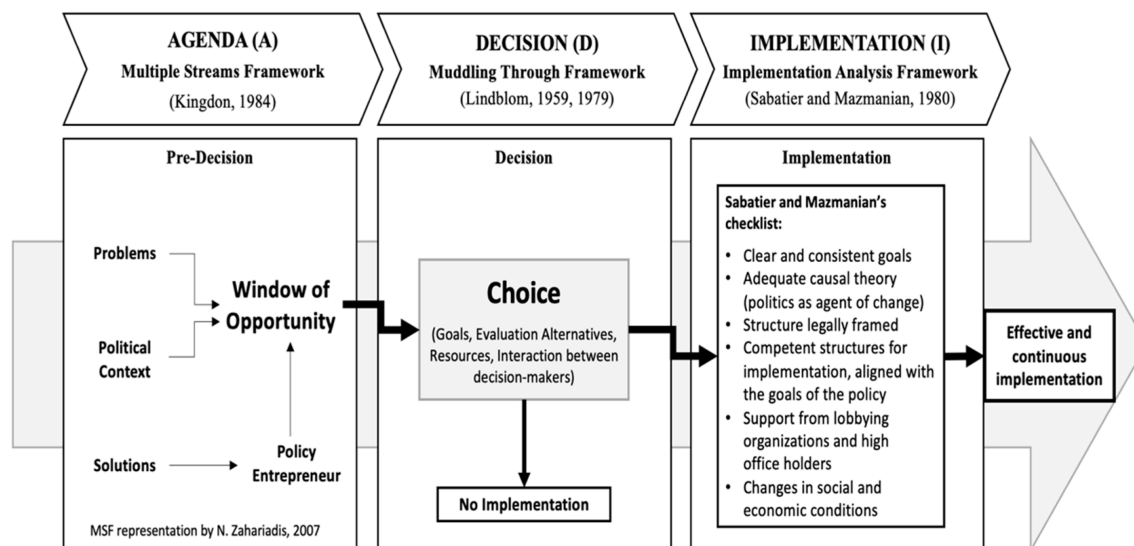 AGENDA (A)
Multiple Streams Framework
(Kingdon, 1984)
DECISION (D)
Muddling Through Framework
(Lindblom, 1959, 1979)
IMPLEMENTATION (I)
Implementation Analysis Framework
(Sabatier and Mazmanian, 1980)
Pre-Decision
Problems
Political
Context
Solutions
Window of
Opportunity
Policy
Entrepreneur
MSF representation by N. Zahariadis, 2007
Decision
Choice
(Goals, Evaluation Alternatives,
Resources, Interaction between
decision-makers)
No Implementation
Implementation
Sabatier and Mazmanian’s
checklist:
• Clear and consistent goals
• Adequate causal theory
(politics as agent of change)
• Structure legally framed
• Competent structures for
implementation, aligned with
the goals of the policy
• Support from lobbying
organizations and high
office holders
• Changes in social and
economic conditions
Effective and
continuous
implementation